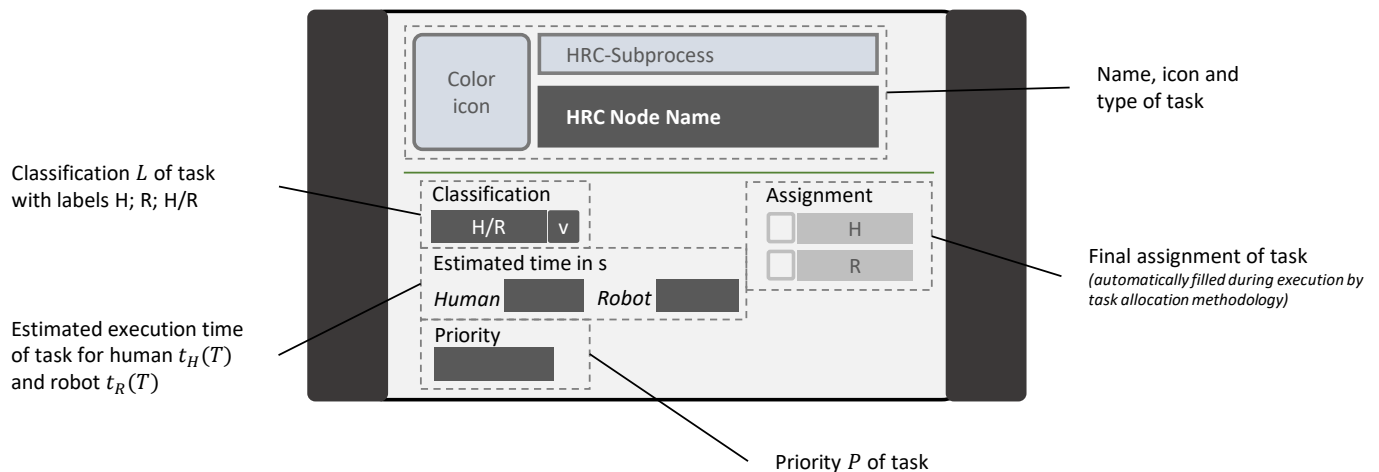 HRC-Subprocess
Color
icon
HRC Node Name
Name, icon and
type of task
Classification L of task
with labels H; R; H/R
Classification
H/R v
Assignment
H
R
Estimated time in s
Human Robot
Final assignment of task
(automatically filled during execution by
task allocation methodology)
Estimated execution time
of task for human t_H(T)
and robot t_R(T)
Priority
Priority P of task